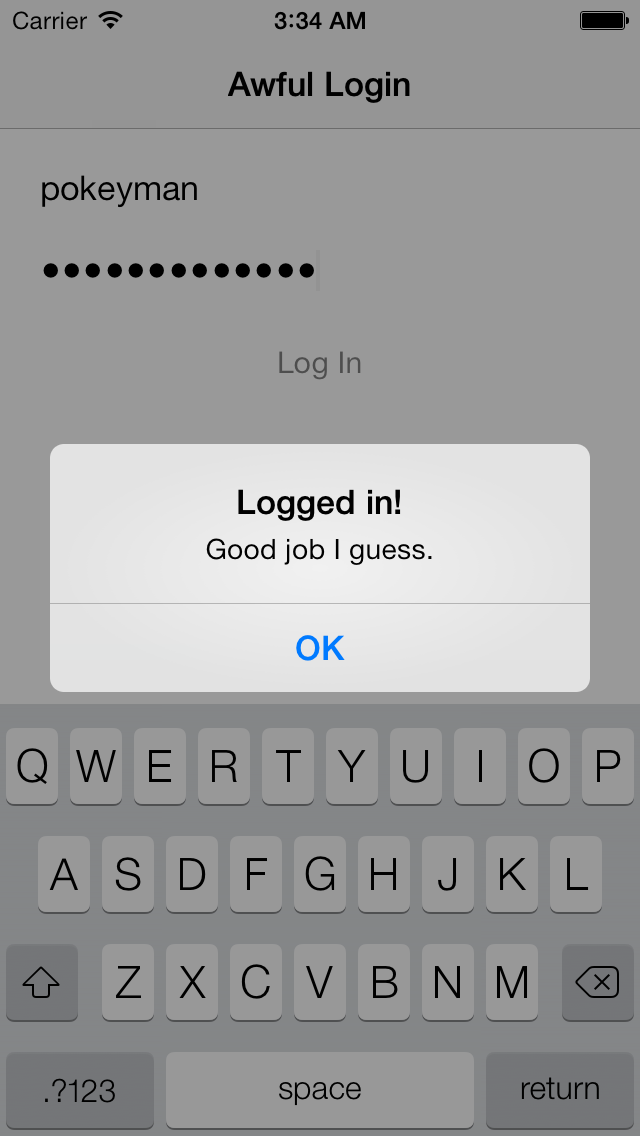 Carrier 3:34 AM
Awful Login
pokeyman
●●●●●●●●●●●●●
Log In
Logged in!
Good job I guess.
OK
Q W E R T Y U I O P
A S D F G H J K L
Z X C V B N M
.?123 space return